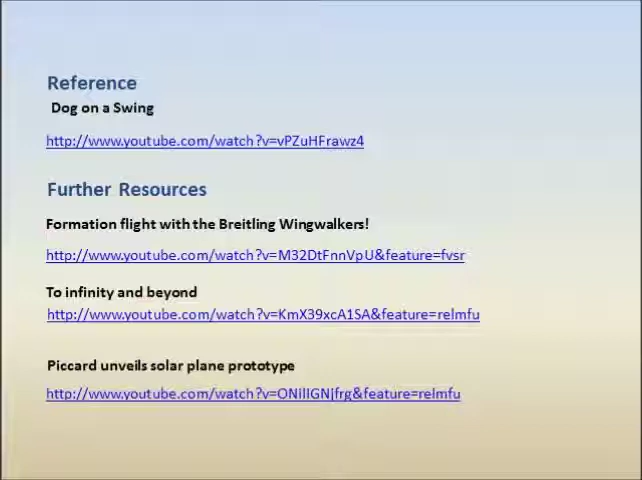 Reference
Dog on a Swing
http://www.youtube.com/watch?v=vPZuHFrawz4
Further Resources
Formation flight with the Breitling Wingwalkers!
http://www.youtube.com/watch?v=M32DtFnnVpU&feature=fvsr
To infinity and beyond
http://www.youtube.com/watch?v=KmX39xcA1SA&feature=relmfu
Piccard unveils solar plane prototype
http://www.youtube.com/watch?v=ONIlIGNjfrg&feature=relmfu